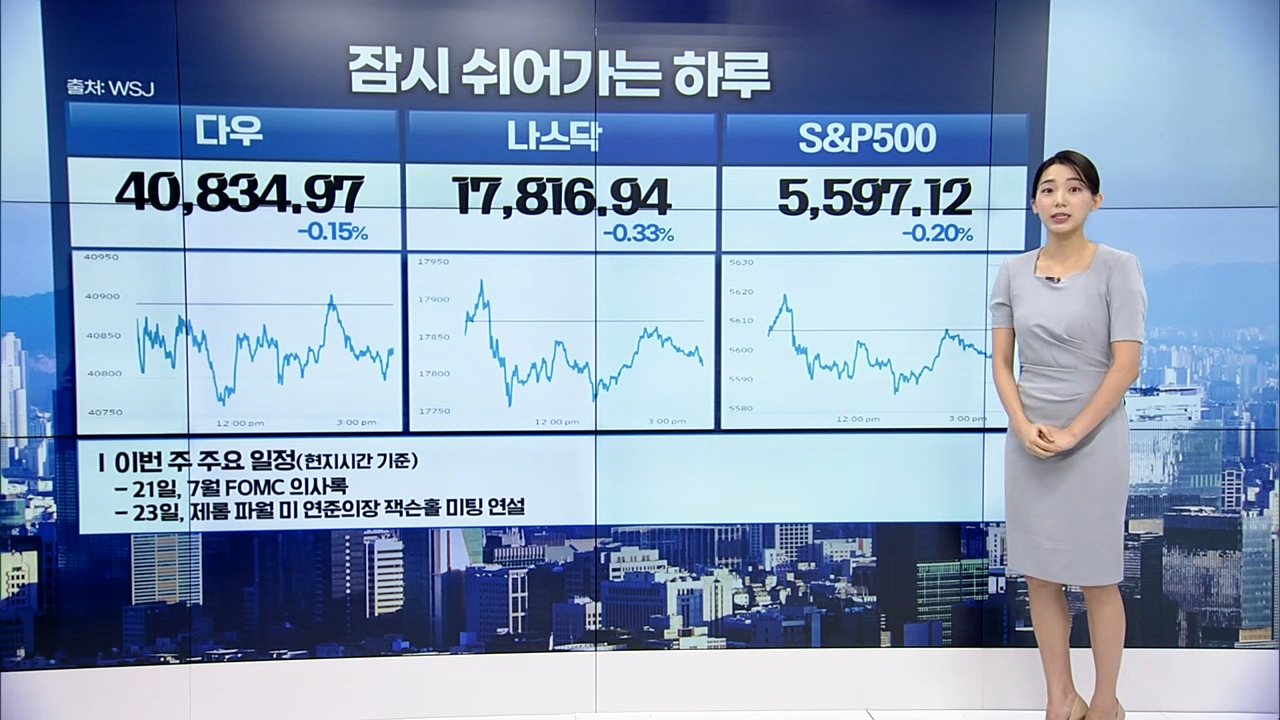 잠시 쉬어가는 하루
출처: WSJ
다우
40,834.97
-0.15%
40950
40900
40850
40800
40750
12:00 pm 3:00 pm
나스닥
17,816.94
-0.33%
17950
17900
17850
17800
17750
12:00 pm 3:00 pm
S&P500
5,597.12
-0.20%
5630
5620
5610
5600
5590
5580
12:00 pm 3:00 pm
이번 주 주요 일정(현지시간 기준)
- 21일, 7월 FOMC 의사록
- 23일, 제롬 파월 미 연준의장 잭슨홀 미팅 연설